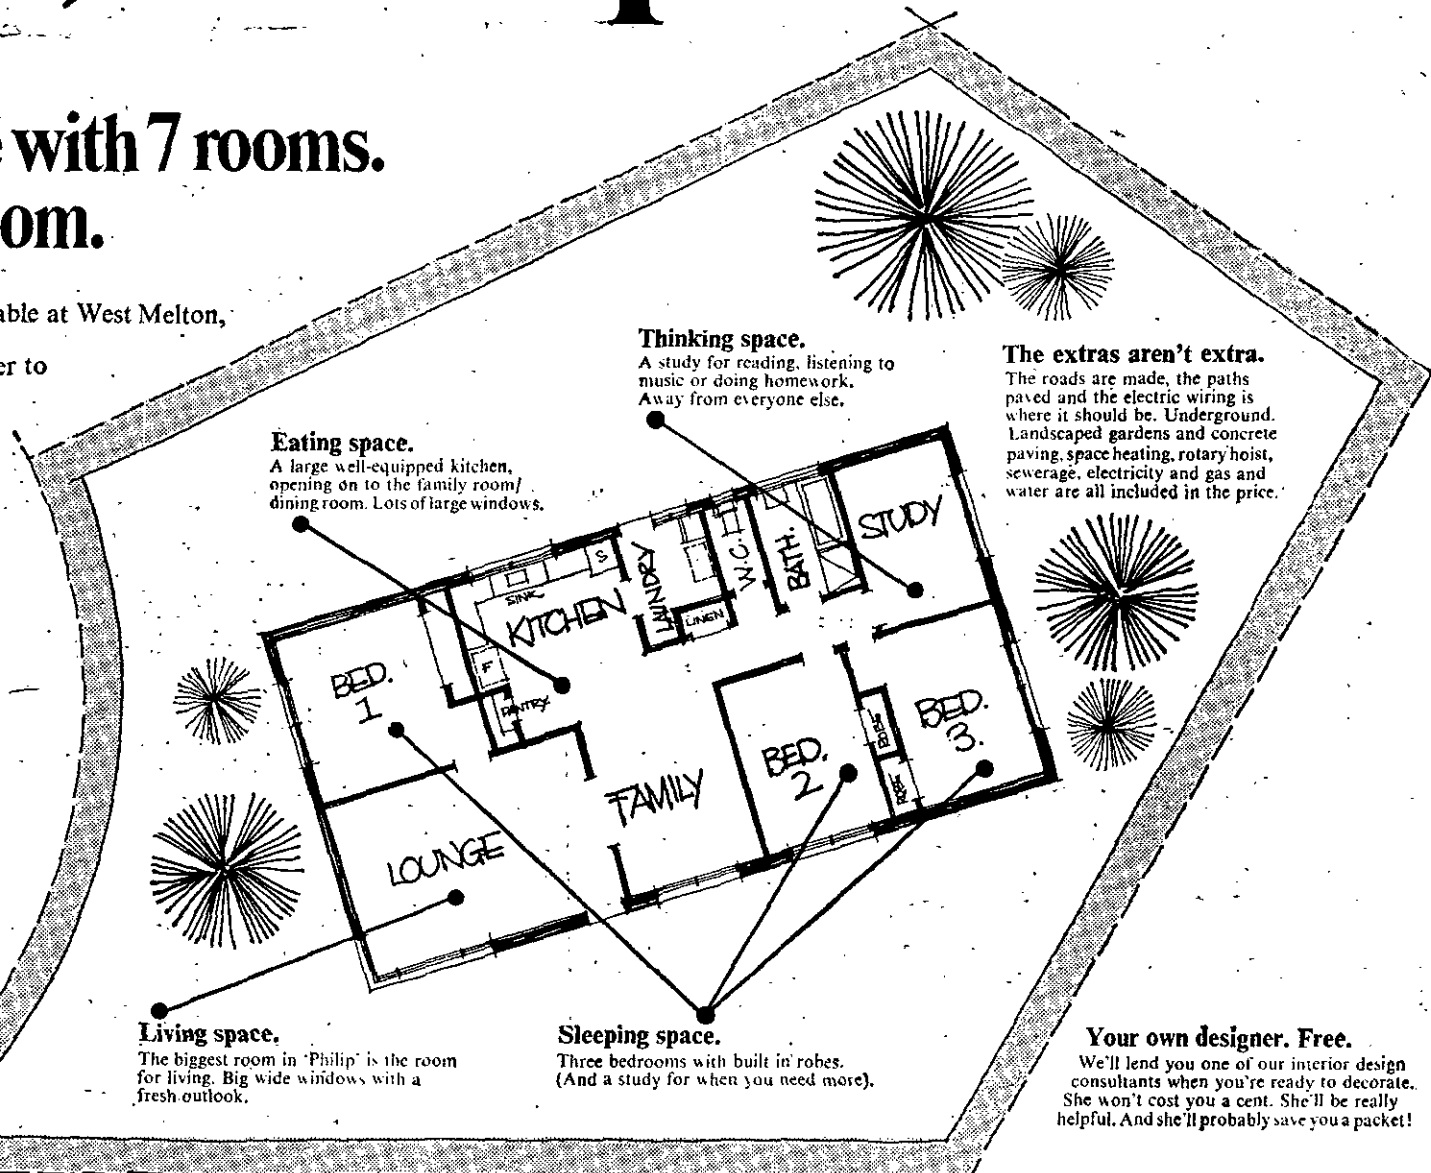 with 7 rooms.
om.
able at West Melton,
er to
Thinking space.
A study for reading, listening to
music or doing homework.
Away from everyone else.
The extras aren't extra.
The roads are made, the paths
paved and the electric wiring is
where it should be. Underground.
Landscaped gardens and concrete
paving, space heating, rotary hoist,
sewerage, electricity and gas and
water are all included in the price.
Eating space.
A large well-equipped kitchen,
opening on to the family room/
dining room. Lots of large windows.
STUDY
BATH.
W.C.
LAUNDRY
LINEN
S
SINK
KITCHEN
F
PANTRY
BED.
1
BED.
2
ROBE
ROBE
BED.
3.
FAMILY
LOUNGE
Living space.
The biggest room in 'Philip' is the room
for living. Big wide windows with a
fresh outlook.
Sleeping space.
Three bedrooms with built in robes.
(And a study for when you need more).
Your own designer. Free.
We'll lend you one of our interior design
consultants when you're ready to decorate.
She won't cost you a cent. She'll be really
helpful. And she'll probably save you a packet!